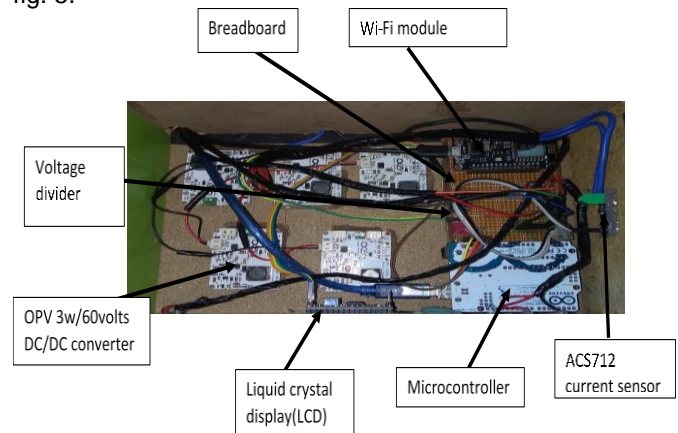 fig. 8.
Breadboard
Wi-Fi module
Voltage
divider
OPV 3w/60volts
DC/DC converter
Liquid crystal
display(LCD)
Microcontroller
ACS712
current sensor